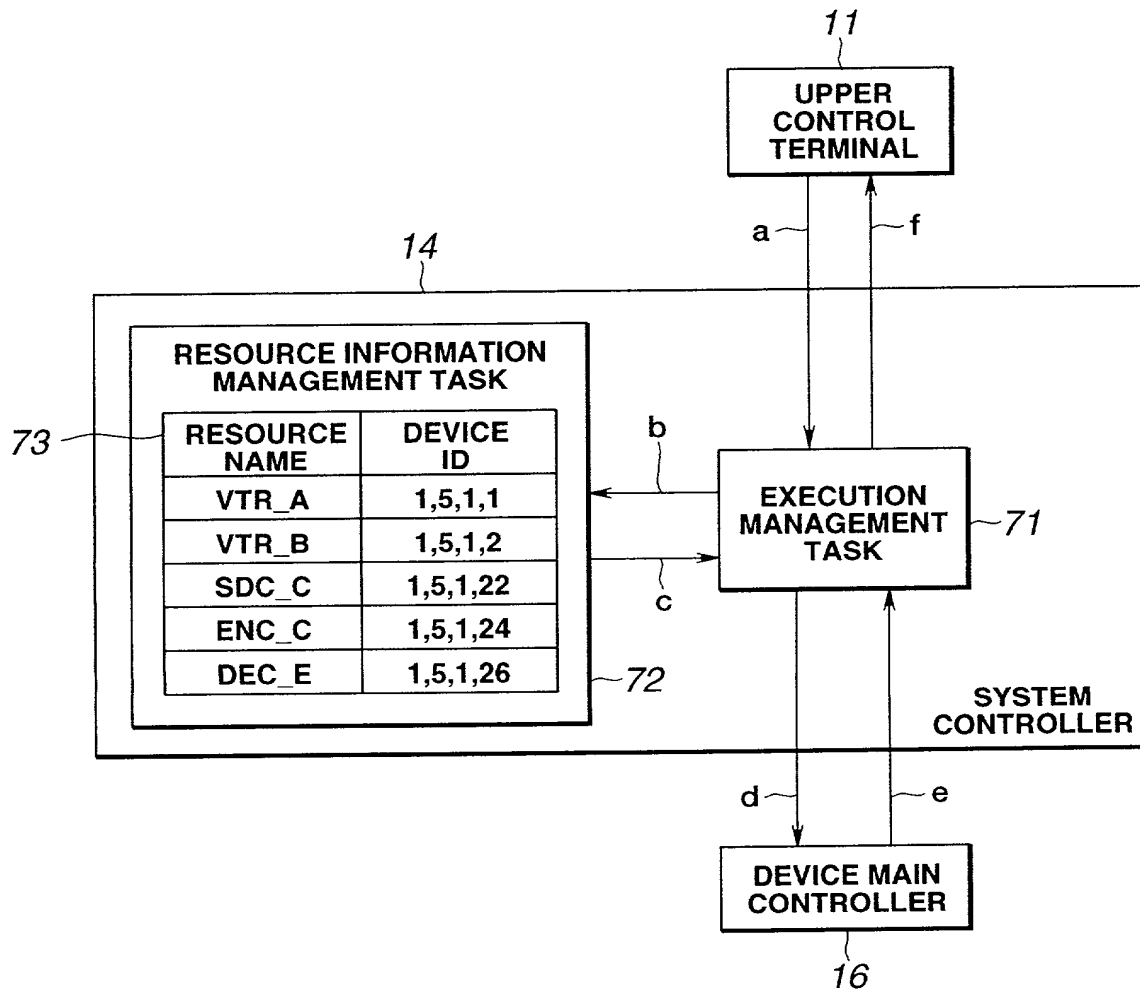 11
UPPER
CONTROL
TERMINAL
a
f
14
RESOURCE INFORMATION
MANAGEMENT TASK
73
RESOURCE
NAME
DEVICE
ID
VTR_A
1,5,1,1
VTR_B
1,5,1,2
SDC_C
1,5,1,22
ENC_C
1,5,1,24
DEC_E
1,5,1,26
72
b
c
EXECUTION
MANAGEMENT
TASK
71
SYSTEM
CONTROLLER
d
e
DEVICE MAIN
CONTROLLER
16